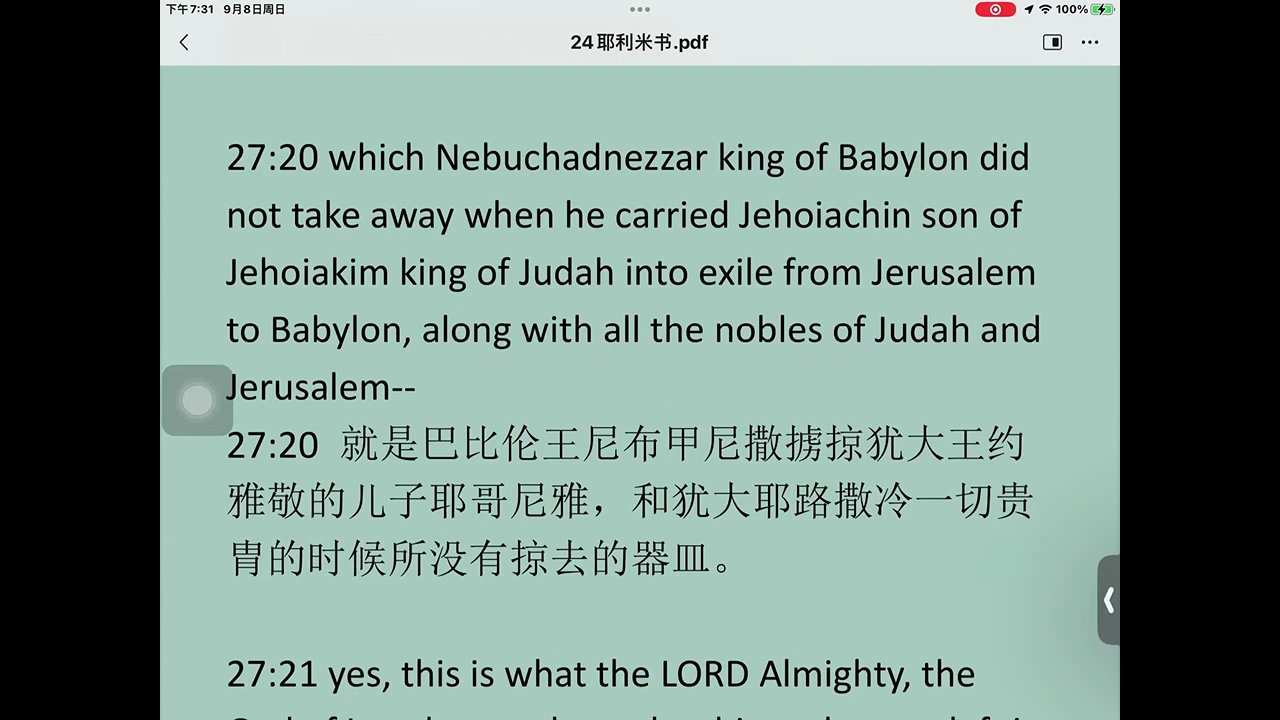 下午7:31 9月8日周日
100%
24耶利米书.pdf
27:20 which Nebuchadnezzar king of Babylon did
not take away when he carried Jehoiachin son of
Jehoiakim king of Judah into exile from Jerusalem
to Babylon, along with all the nobles of Judah and
Jerusalem--
27:20 就是巴比伦王尼布甲尼撒掳掠犹大王约
雅敬的儿子耶哥尼雅，和犹大耶路撒冷一切贵
胄的时候所没有掠去的器皿。
27:21 yes, this is what the LORD Almighty, the